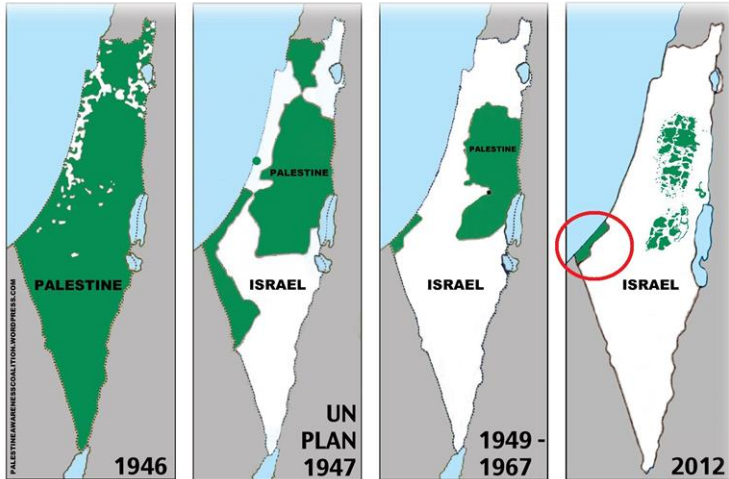 PALESTINEAWARENESSCOALITION.WORDPRESS.COM
PALESTINE
1946
PALESTINE
ISRAEL
UN
PLAN
1947
PALESTINE
ISRAEL
1949 -
1967
ISRAEL
2012